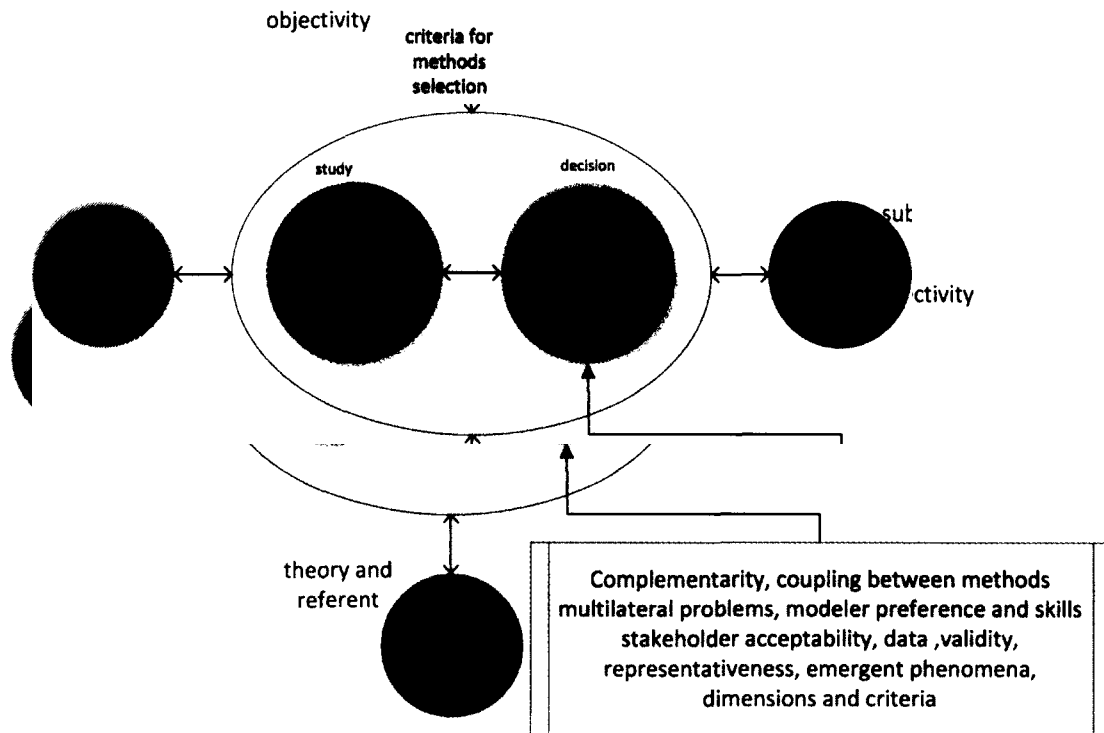 objectivity
criteria for
methods
selection
study
decision
sut
ctivity
theory and
referent
Complementarity, coupling between methods
multilateral problems, modeler preference and skills
stakeholder acceptability, data ,validity,
representativeness, emergent phenomena,
dimensions and criteria